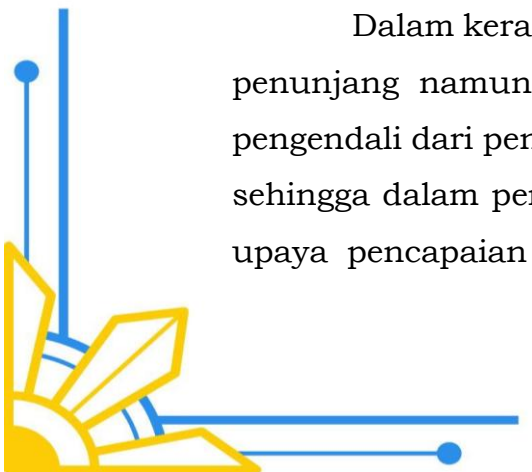 Dalam kera
penunjang namun
pengendali dari per
sehingga dalam per
upaya pencapaian